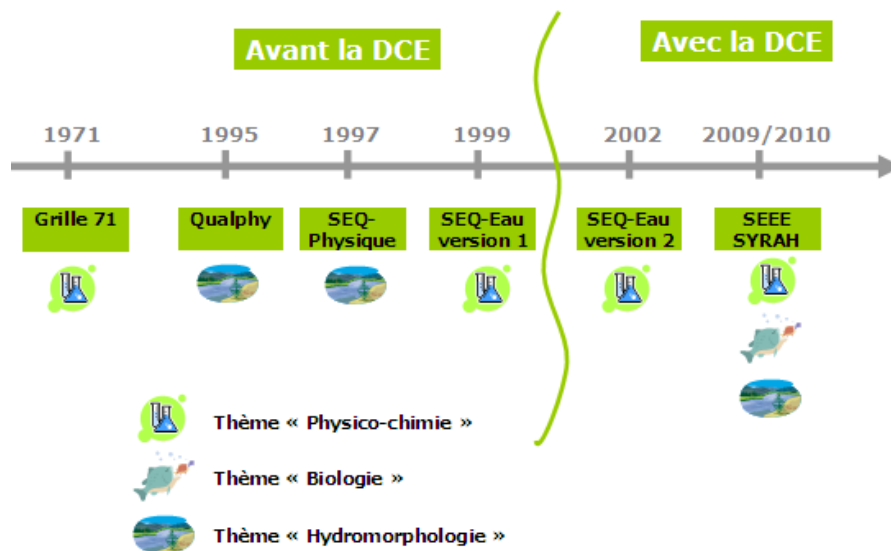 Avant la DCE
Avec la DCE
1971
1995
1997
1999
2002
2009/2010
Grille 71
Qualphy
SEQ-
Physique
SEQ-Eau
version 1
SEQ-Eau
version 2
SEEE
SYRAH
Thème « Physico-chimie »
Thème « Biologie »
Thème « Hydromorphologie »